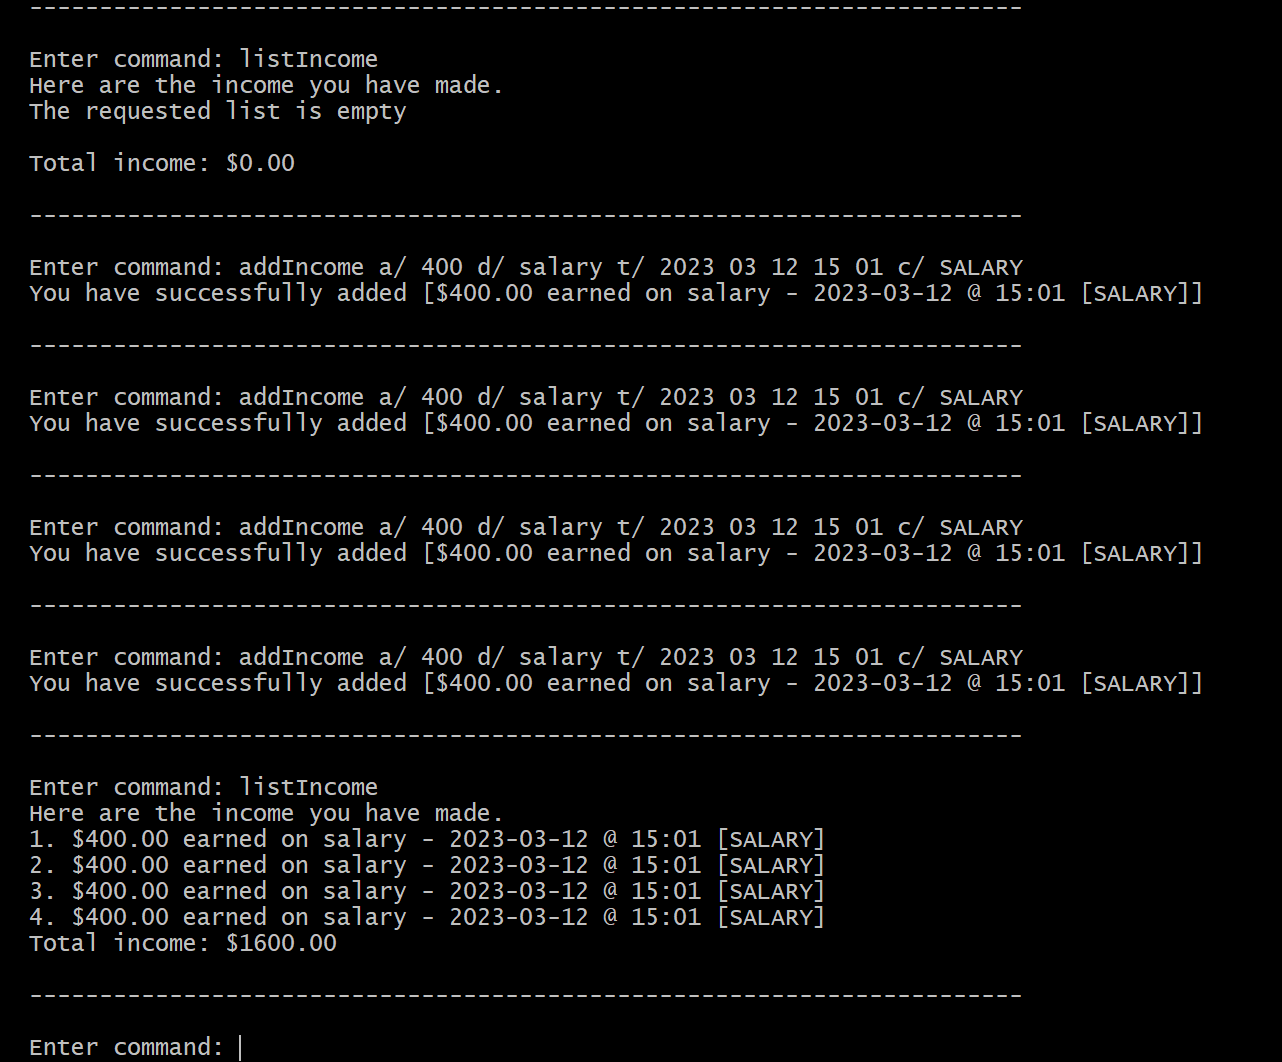 -----------------------------------------------------------------------
Enter command: listIncome
Here are the income you have made.
The requested list is empty
Total income: $0.00
-----------------------------------------------------------------------
Enter command: addIncome a/ 400 d/ salary t/ 2023 03 12 15 01 c/ SALARY
You have successfully added [$400.00 earned on salary - 2023-03-12 @ 15:01 [SALARY]]
-----------------------------------------------------------------------
Enter command: addIncome a/ 400 d/ salary t/ 2023 03 12 15 01 c/ SALARY
You have successfully added [$400.00 earned on salary - 2023-03-12 @ 15:01 [SALARY]]
-----------------------------------------------------------------------
Enter command: addIncome a/ 400 d/ salary t/ 2023 03 12 15 01 c/ SALARY
You have successfully added [$400.00 earned on salary - 2023-03-12 @ 15:01 [SALARY]]
-----------------------------------------------------------------------
Enter command: addIncome a/ 400 d/ salary t/ 2023 03 12 15 01 c/ SALARY
You have successfully added [$400.00 earned on salary - 2023-03-12 @ 15:01 [SALARY]]
-----------------------------------------------------------------------
Enter command: listIncome
Here are the income you have made.
1. $400.00 earned on salary - 2023-03-12 @ 15:01 [SALARY]
2. $400.00 earned on salary - 2023-03-12 @ 15:01 [SALARY]
3. $400.00 earned on salary - 2023-03-12 @ 15:01 [SALARY]
4. $400.00 earned on salary - 2023-03-12 @ 15:01 [SALARY]
Total income: $1600.00
-----------------------------------------------------------------------
Enter command: